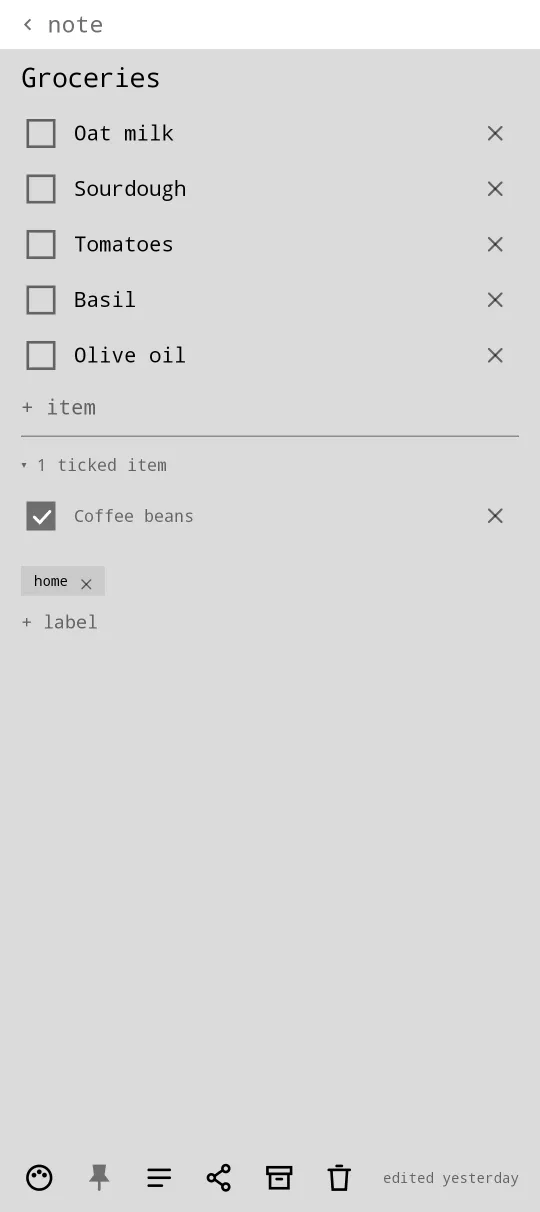 note
Groceries
Oat milk
Sourdough
Tomatoes
Basil
Olive oil
+ item
1 ticked item
Coffee beans
home
+ label
edited yesterday